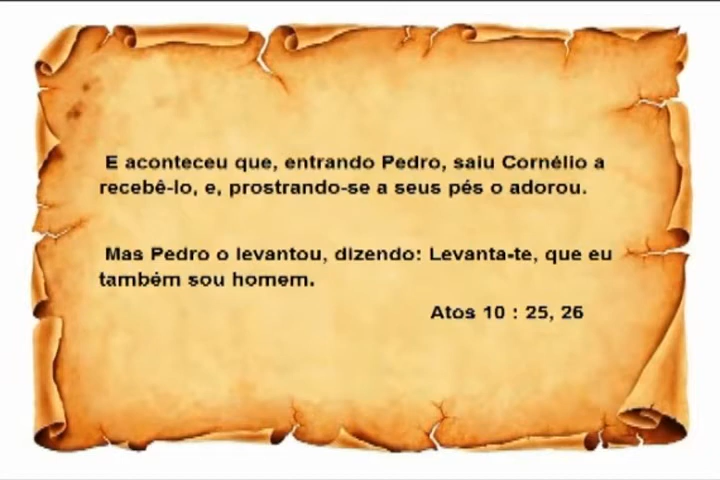 E aconteceu que, entrando Pedro, saiu Cornélio a
recebê-lo, e, prostrando-se a seus pés o adorou.
Mas Pedro o levantou, dizendo: Levanta-te, que eu
também sou homem.
Atos 10 : 25, 26